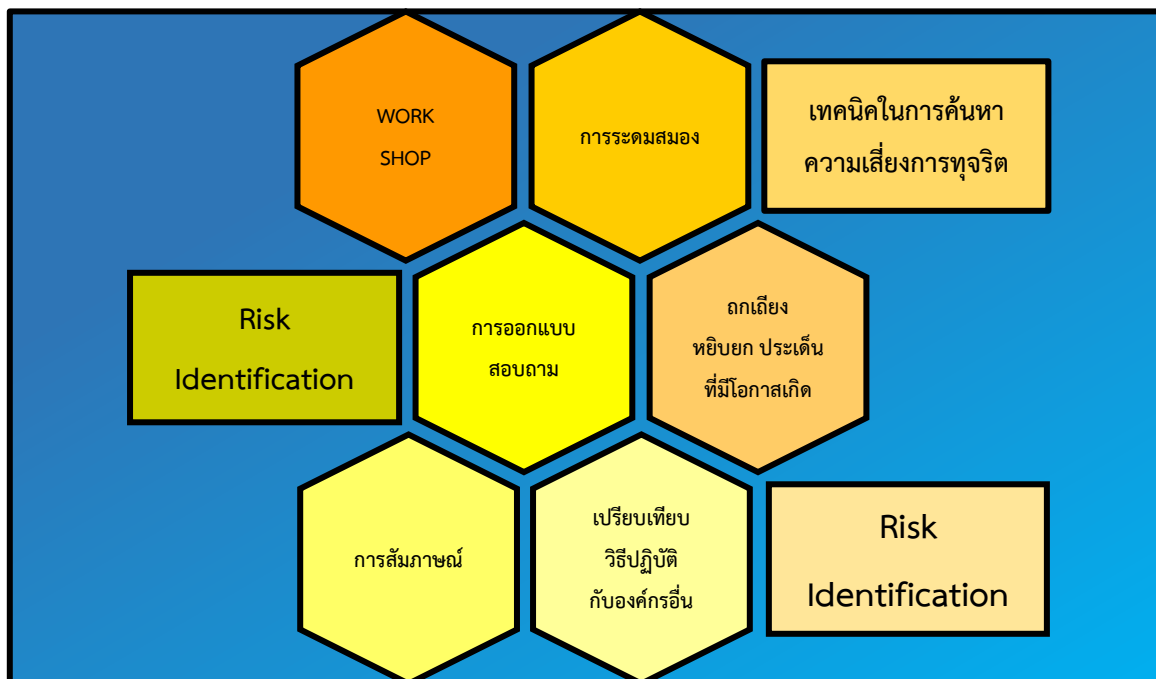 WORK
SHOP
การระดมสมอง
เทคนิคในการค้นหา
ความเสี่ยงการทุจริต
Risk
Identification
การออกแบบ
สอบถาม
ถกเถียง
หยิบยก ประเด็น
ที่มีโอกาสเกิด
การสัมภาษณ์
เปรียบเทียบ
วิธีปฏิบัติ
กับองค์กรอื่น
Risk
Identification